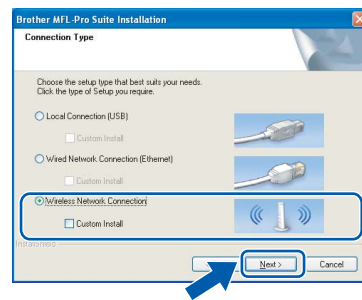 Brother MFL-Pro Suite Installation
Connection Type
Choose the setup type that best suits your needs.
Click the type of Setup you require.
Local Connection (USB)
Custom Install
Wired Network Connection (Ethernet)
Custom Install
Wireless Network Connection
Custom Install
InstallShield
Next >
Cancel